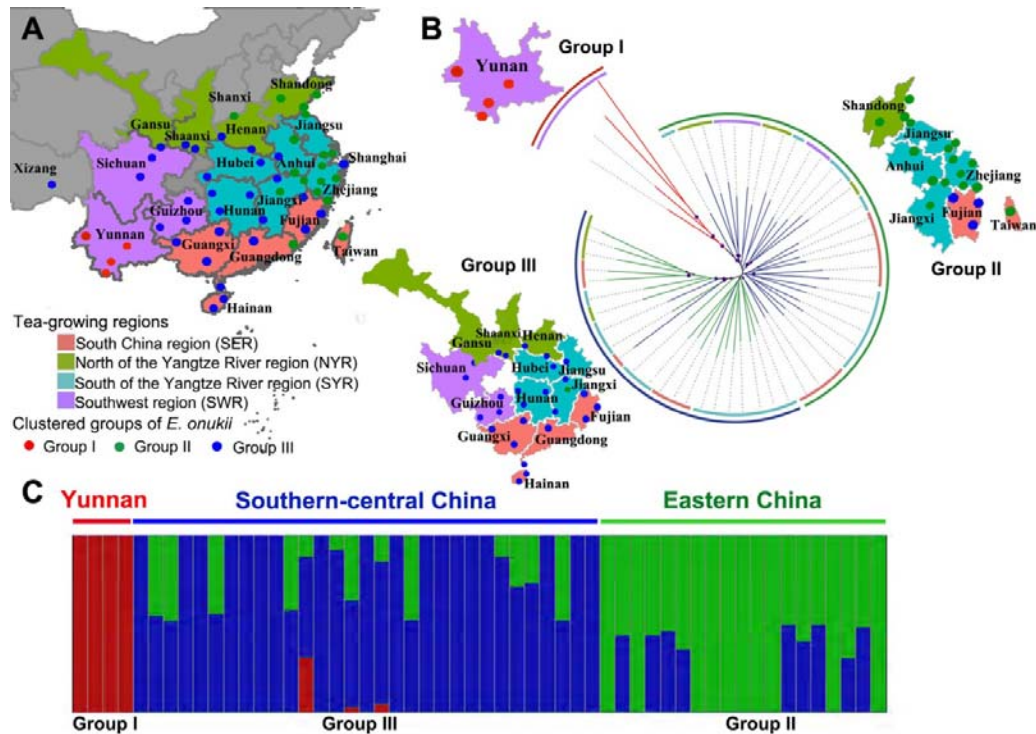 A
Shandong
Shanxi
Gansu
Shaanxi
Henan
Jiangsu
Xizang
Sichuan
Hubei
Anhui
Shanghai
Zhejiang
Guizhou
Hunan
Jiangxi
Fujian
Yunnan
Guangxi
Guangdong
Taiwan
Hainan
Tea-growing regions
South China region (SER)
North of the Yangtze River region (NYR)
South of the Yangtze River region (SYR)
Southwest region (SWR)
Clustered groups of E. onukii
Group I Group II Group III
B
Group I
Yunan
Shandong
Jiangsu
Anhui
Zhejiang
Jiangxi
Fujian
Taiwan
Group II
Group III
Shaanxi
Henan
Gansu
Sichuan
Hubei
Jiangsu
Jiangxi
Guizhou
Hunan
Fujian
Guangxi
Guangdong
Hainan
C
Yunnan Southern-central China Eastern China
Group I Group III Group II